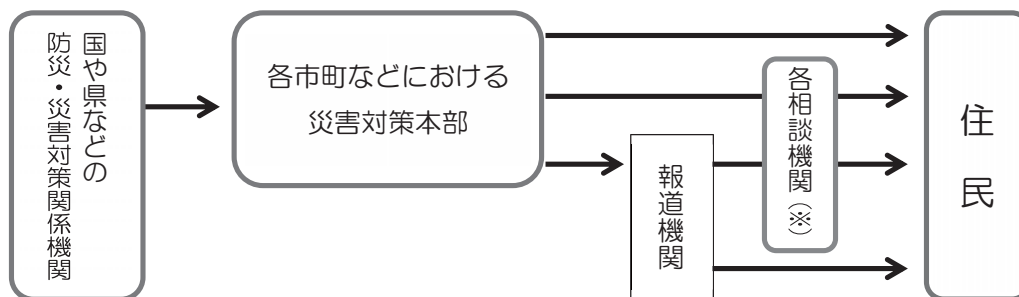 国や県などの
防災・災害対策関係機関
各市町などにおける
災害対策本部
報道機関
各相談機関(※)
住民